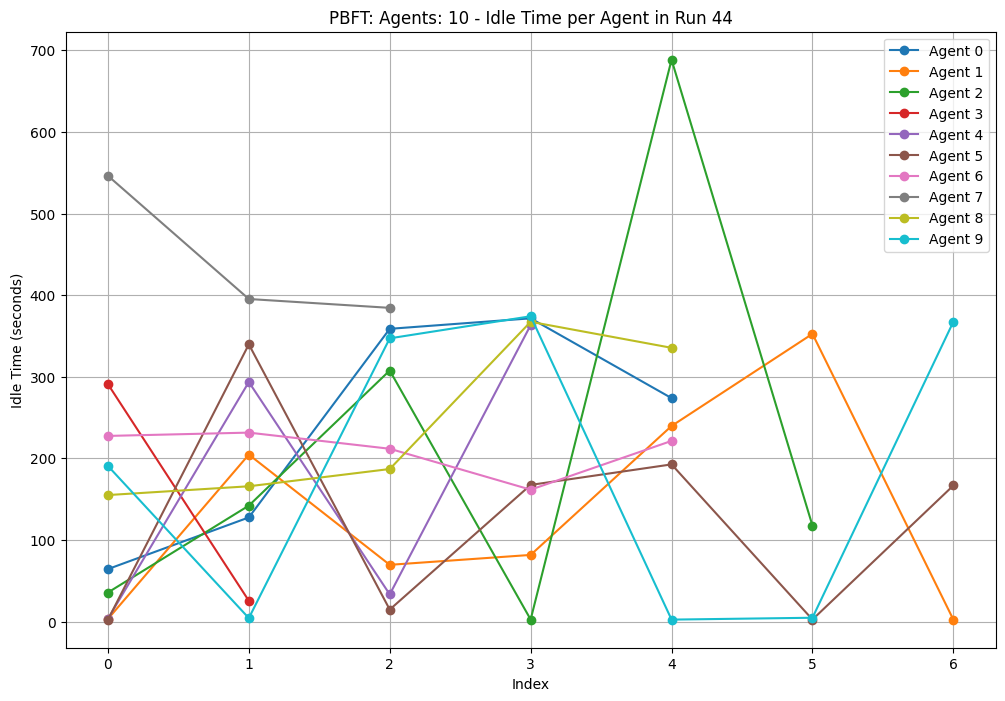 PBFT: Agents: 10 - Idle Time per Agent in Run 44
Idle Time (seconds)
700
600
500
400
300
200
100
0
0 1 2 3 4 5 6
Index
Agent 0
Agent 1
Agent 2
Agent 3
Agent 4
Agent 5
Agent 6
Agent 7
Agent 8
Agent 9